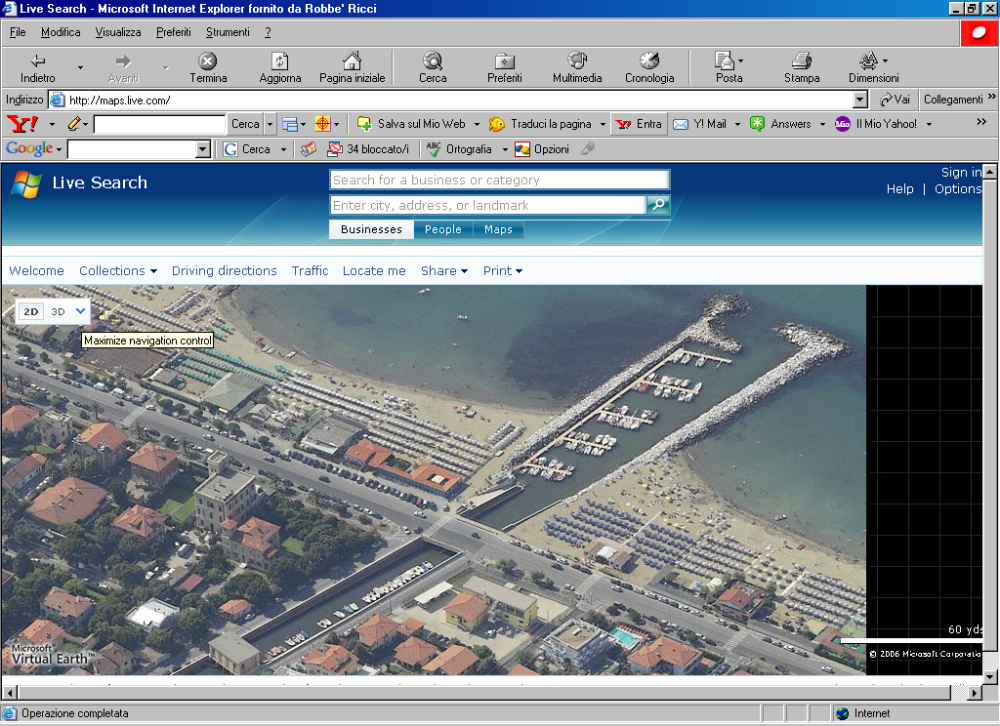 Live Search - Microsoft Internet Explorer fornito da Robbe' Ricci
File Modifica Visualizza Preferiti Strumenti ?
Indietro Avanti Termina Aggiorna Pagina iniziale Cerca Preferiti Multimedia Cronologia Posta Stampa Dimensioni
Indirizzo http://maps.live.com/ Vai Collegamenti »
Y! Cerca Salva sul Mio Web Traduci la pagina Y! Entra Y! Mail Answers Mio Il Mio Yahoo! »
Google G Cerca 34 bloccato/i ABC Ortografia Opzioni
Live Search
Search for a business or category
Sign in
Enter city, address, or landmark
Help | Options
Businesses People Maps
Welcome Collections Driving directions Traffic Locate me Share Print
2D 3D
Maximize navigation control
60 yds
Microsoft
Virtual Earth™
© 2006 Microsoft Corporatio
Operazione completata Internet